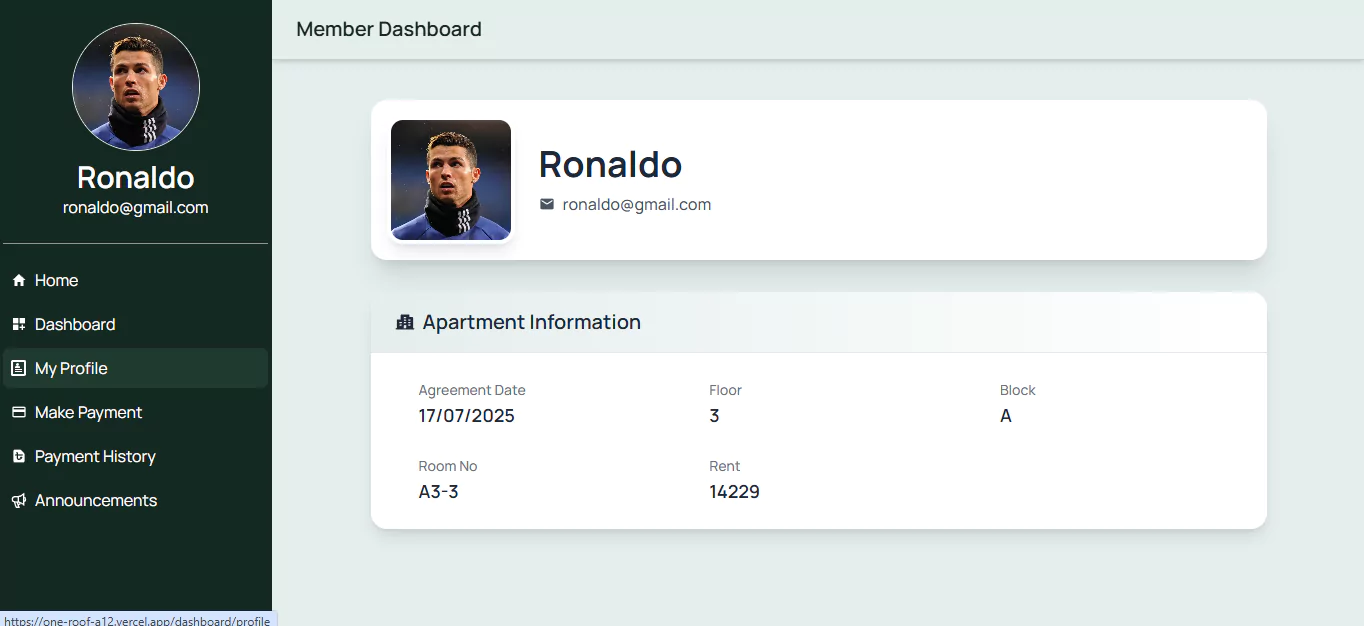 Ronaldo
ronaldo@gmail.com
Home
Dashboard
My Profile
Make Payment
Payment History
Announcements
https://one-roof-a12.vercel.app/dashboard/profile
Member Dashboard
Ronaldo
ronaldo@gmail.com
Apartment Information
Agreement Date
17/07/2025
Floor
3
Block
A
Room No
A3-3
Rent
14229